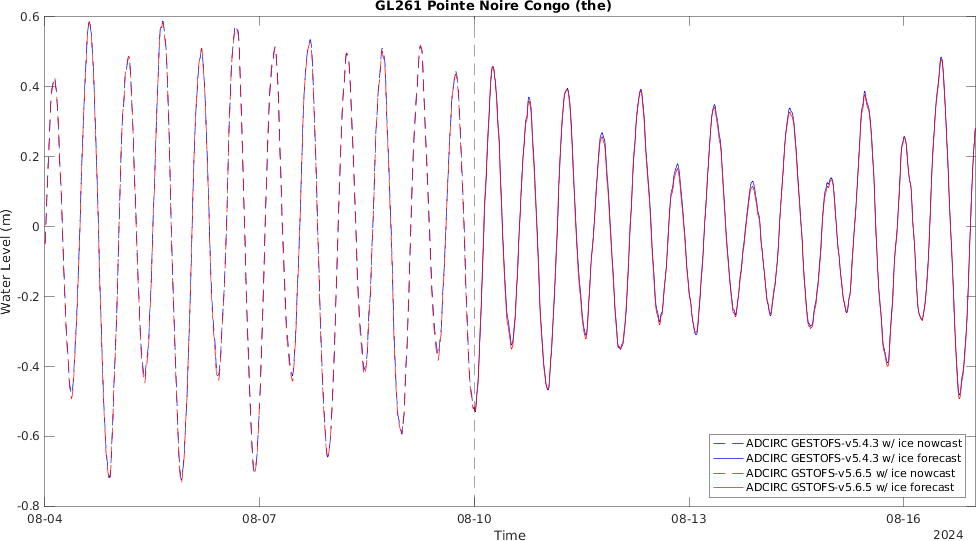 GL261 Pointe Noire Congo (the)
0.6
0.4
0.2
0
-0.2
-0.4
-0.6
-0.8
Water Level (m)
08-04
08-07
08-10
08-13
08-16
Time
2024
ADCIRC GESTOFS-v5.4.3 w/ ice nowcast
ADCIRC GESTOFS-v5.4.3 w/ ice forecast
ADCIRC GSTOFS-v5.6.5 w/ ice nowcast
ADCIRC GSTOFS-v5.6.5 w/ ice forecast